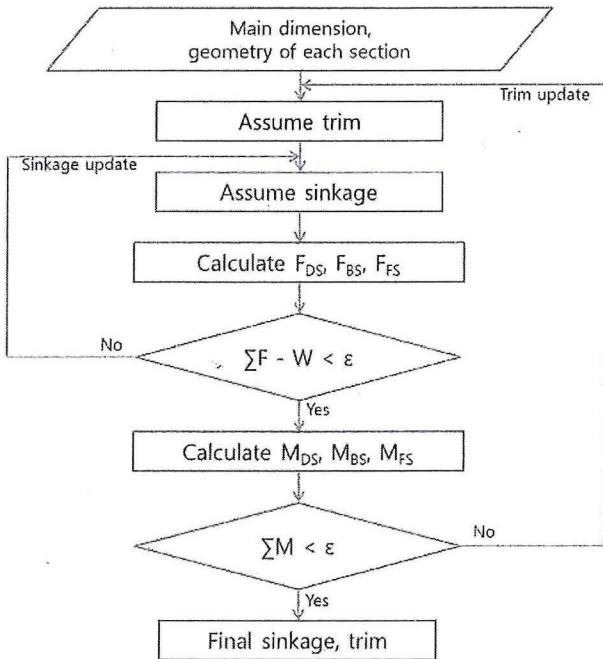 Main dimension,
geometry of each section
Trim update
Assume trim
Sinkage update
Assume sinkage
Calculate F_DS, F_BS, F_FS
No
∑F - W < ε
Yes
Calculate M_DS, M_BS, M_FS
∑M < ε
No
Yes
Final sinkage, trim